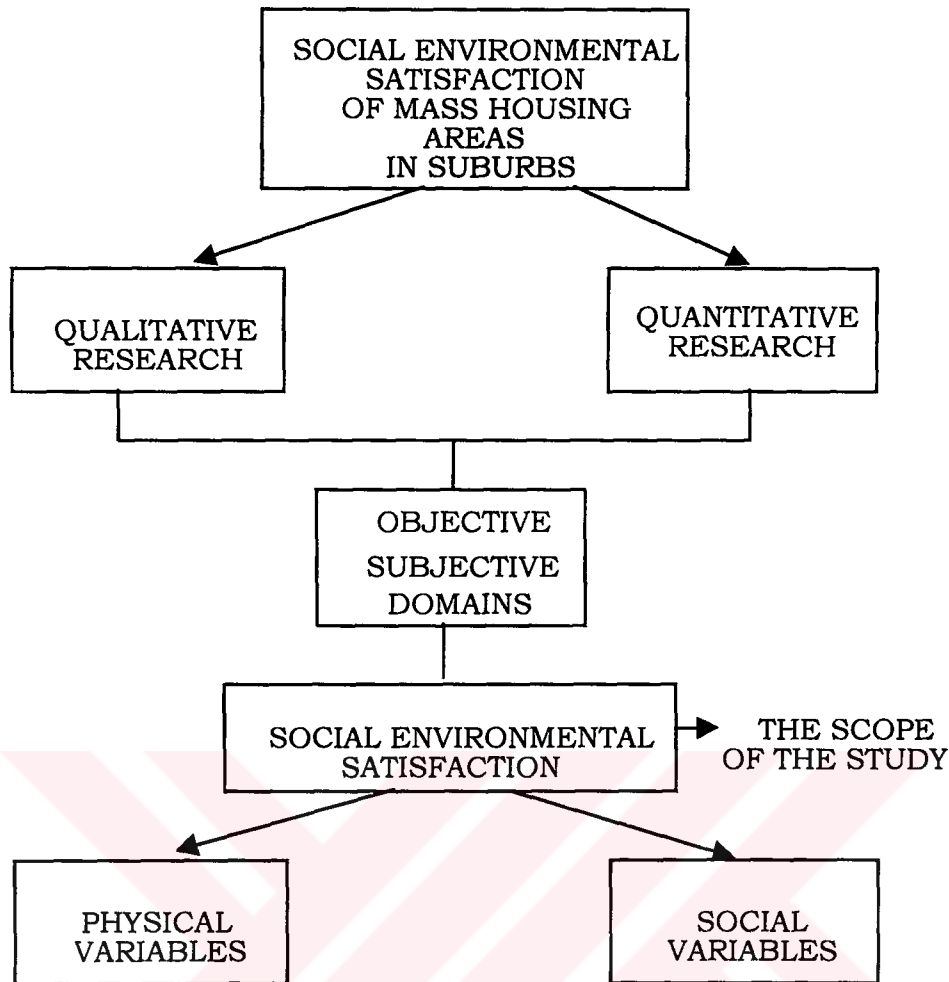 SOCIAL ENVIRONMENTAL
SATISFACTION
OF MASS HOUSING
AREAS
IN SUBURBS
QUALITATIVE
RESEARCH
QUANTITATIVE
RESEARCH
OBJECTIVE
SUBJECTIVE
DOMAINS
SOCIAL ENVIRONMENTAL
SATISFACTION
THE SCOPE
OF THE STUDY
PHYSICAL
VARIABLES
SOCIAL
VARIABLES